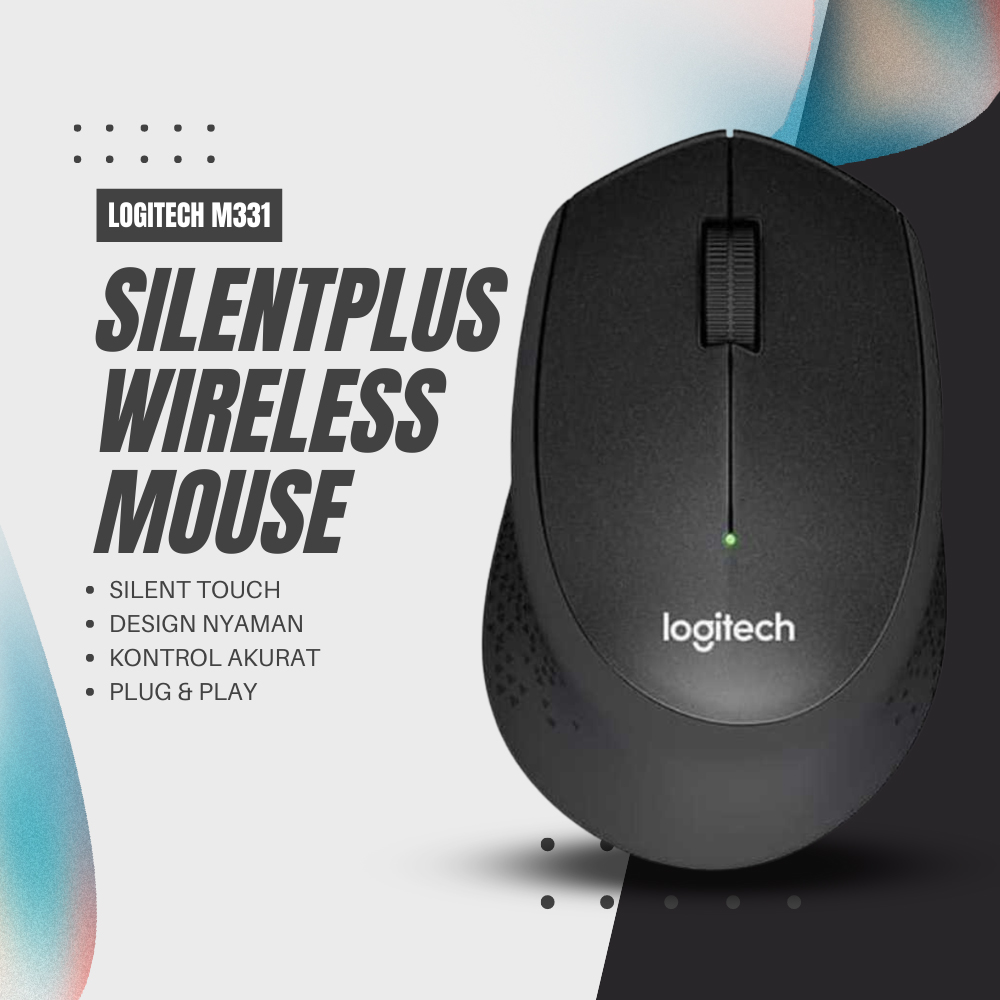 LOGITECH M331
SILENTPLUS
WIRELESS
MOUSE
SILENT TOUCH
DESIGN NYAMAN
KONTROL AKURAT
PLUG & PLAY
logitech